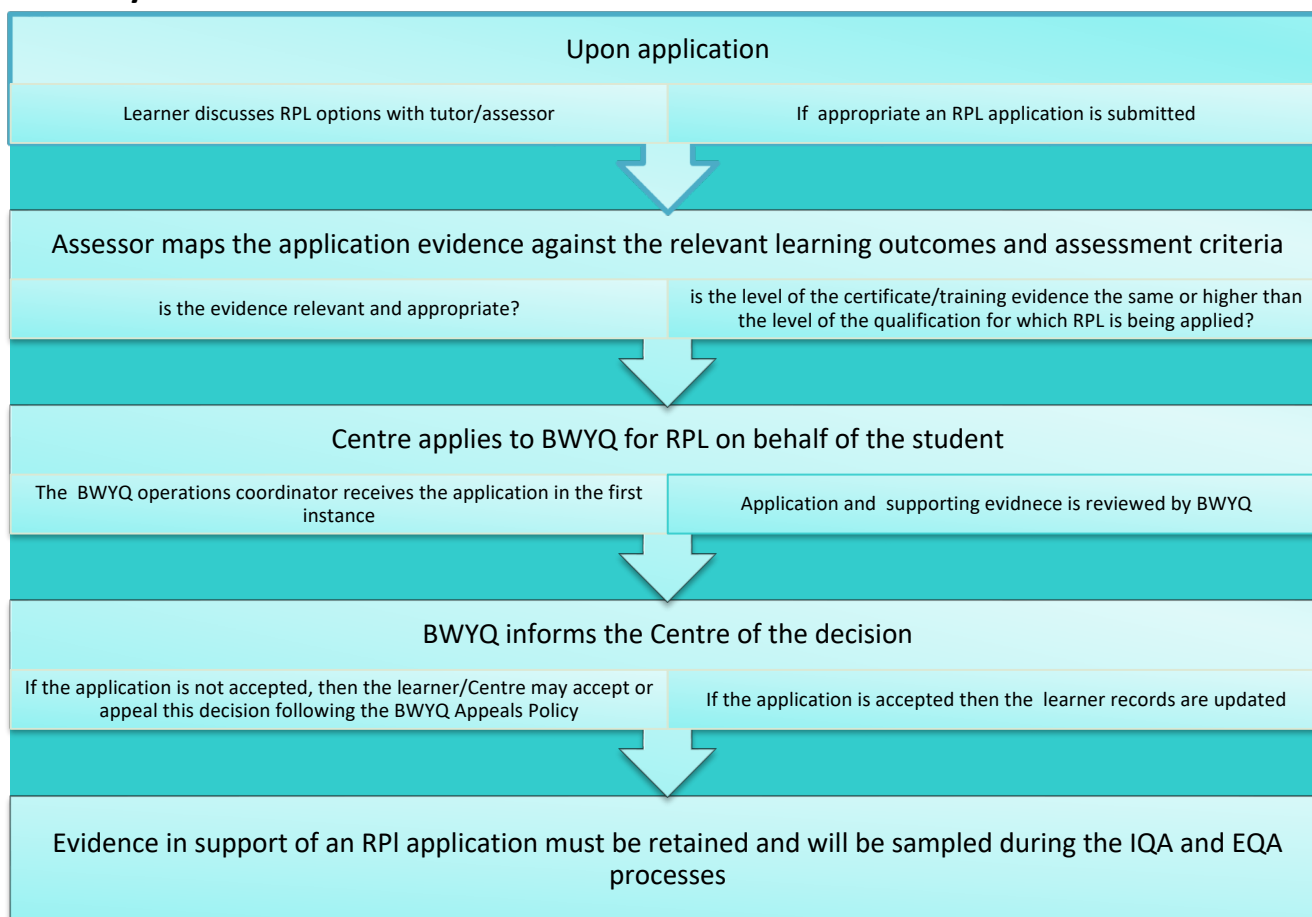 Upon application
Learner discusses RPL options with tutor/assessor
If appropriate an RPL application is submitted
Assessor maps the application evidence against the relevant learning outcomes and assessment criteria
is the evidence relevant and appropriate?
is the level of the certificate/training evidence the same or higher than
the level of the qualification for which RPL is being applied?
Centre applies to BWYQ for RPL on behalf of the student
The BWYQ operations coordinator receives the application in the first
instance
Application and supporting evidnece is reviewed by BWYQ
BWYQ informs the Centre of the decision
If the application is not accepted, then the learner/Centre may accept or
appeal this decision following the BWYQ Appeals Policy
If the application is accepted then the learner records are updated
Evidence in support of an RPl application must be retained and will be sampled during the IQA and EQA
processes